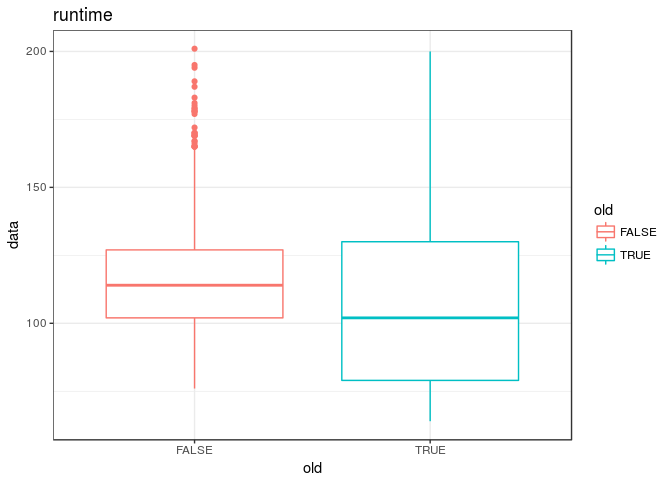 runtime
200
150
100
data
FALSE
TRUE
old
old
FALSE
TRUE